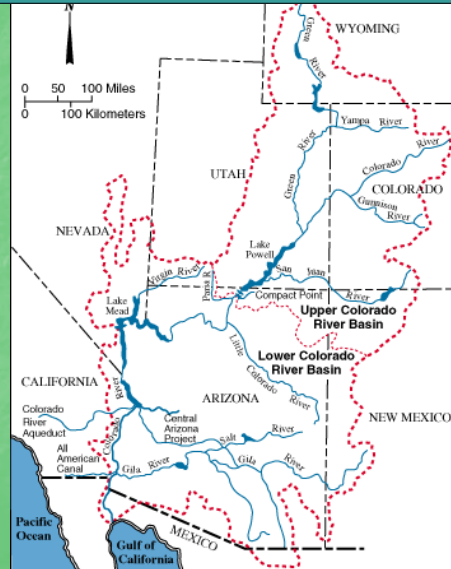 N
WYOMING
Green
River
0 50 100 Miles
0 100 Kilometers
Yampa River
River
Colorado
Green
River
UTAH
COLORADO
Gunnison
River
NEVADA
Lake
Powell
San Juan
River
Virgin River
Paria R.
Compact Point
Lake
Mead
Upper Colorado
River Basin
Lower Colorado
River Basin
Little
Colorado
River
CALIFORNIA
River
Colorado
ARIZONA
NEW MEXICO
Colorado
River
Aqueduct
Central
Arizona
Project
Salt River
All
American
Canal
Gila River
Gila
River
Pacific
Ocean
MEXICO
Gulf of
California